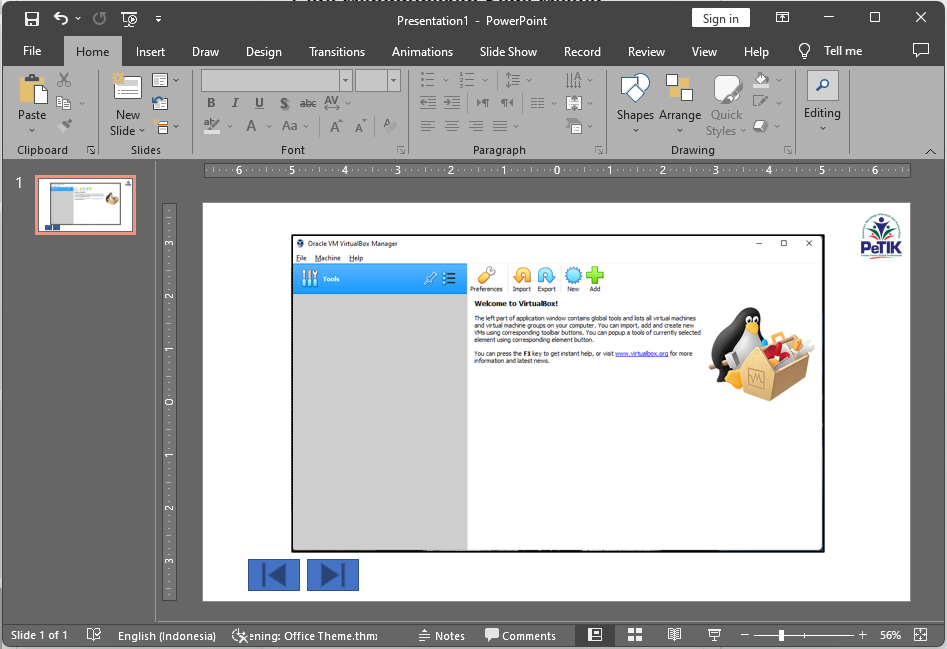 Presentation1 - PowerPoint
Sign in
File Home Insert Draw Design Transitions Animations Slide Show Record Review View Help Tell me
Paste
New
Slide
B I U S abc AV
A Aa A A A
Shapes Arrange Quick
Styles
Editing
Clipboard Slides Font Paragraph Drawing
6 5 4 3 2 1 0 1 2 3 4 5 6
1
3
2
1
0
1
2
3
PeTIK
Oracle VM VirtualBox Manager
File Machine Help
Tools
Preferences Import Export New Add
Welcome to VirtualBox!
The left part of application window contains global tools and lists all virtual machines
and virtual machine groups on your computer. You can import, add and create new
VMs using corresponding toolbar buttons. You can popup a tools of currently selected
element using corresponding element button.
You can press the F1 key to get instant help, or visit www.virtualbox.org for more
information and latest news.
Slide 1 of 1 English (Indonesia) ening: Office Theme.thmx Notes Comments 56%